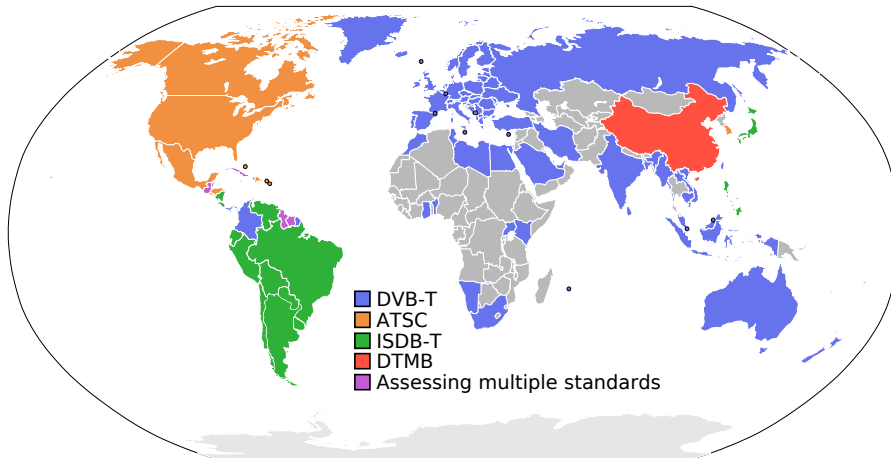 DVB-T
ATSC
ISDB-T
DTMB
Assessing multiple standards